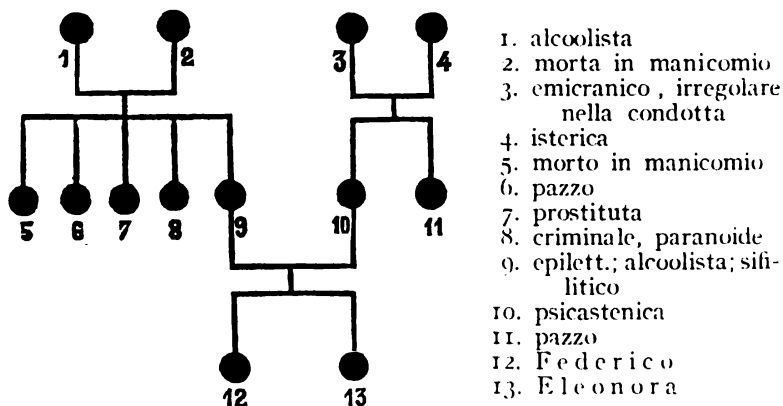 1 2 3 4
5 6 7 8 9 10 11
12 13
1. alcoolista
2. morta in manicomio
3. emicranico , irregolare
nella condotta
4. isterica
5. morto in manicomio
6. pazzo
7. prostituta
8. criminale, paranoide
9. epilett.; alcoolista; sifi-
litico
10. psicastenica
11. pazzo
12. Federico
13. Eleonora